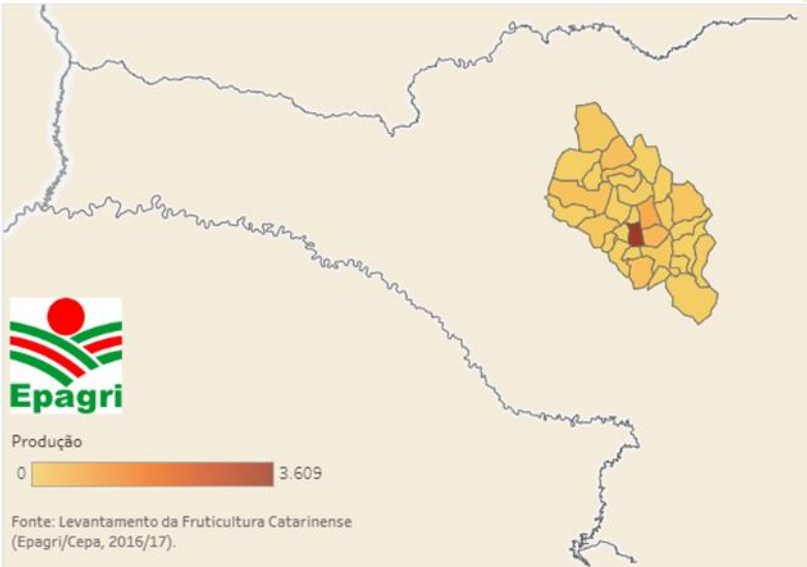 Epagri
Produção
0 3.609
Fonte: Levantamento da Fruticultura Catarinense
(Epagri/Cepa, 2016/17).